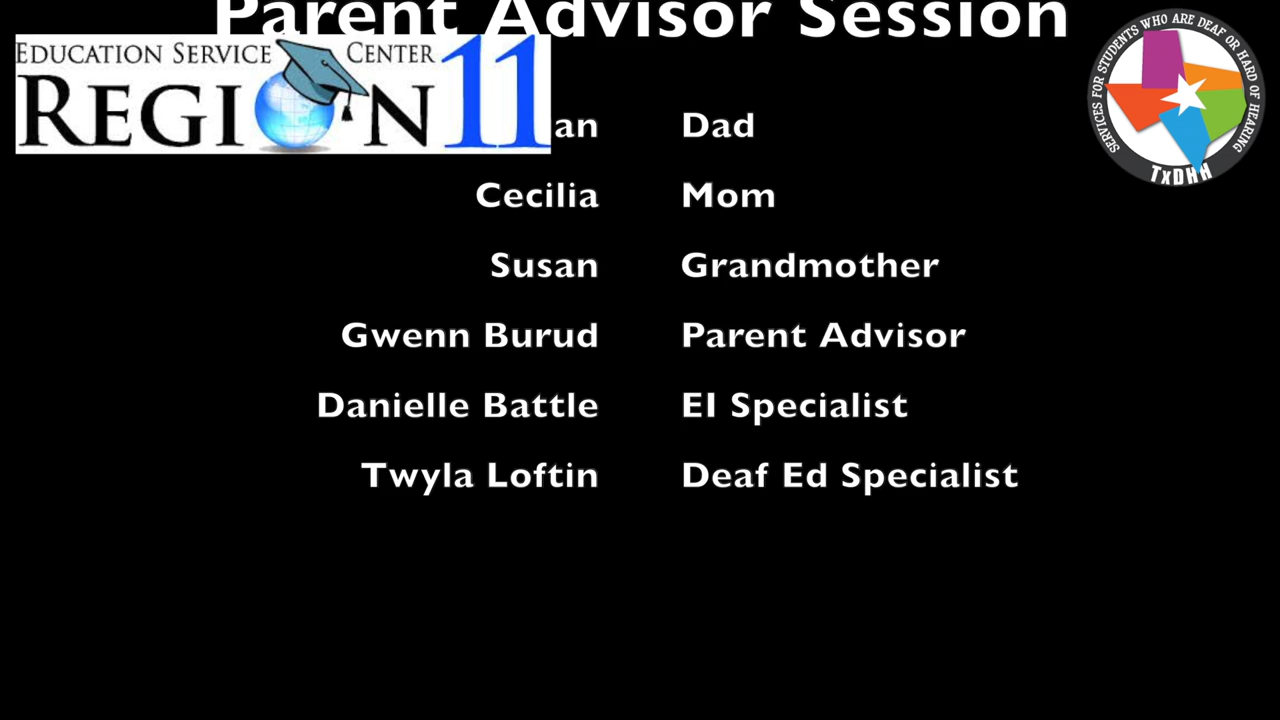 Parent Advisor Session
EDUCATION SERVICE CENTER
REGION 11
SERVICES FOR STUDENTS WHO ARE DEAF OR HARD OF HEARING
TxDHH
Dad
Cecilia Mom
Susan Grandmother
Gwenn Burud Parent Advisor
Danielle Battle EI Specialist
Twyla Loftin Deaf Ed Specialist